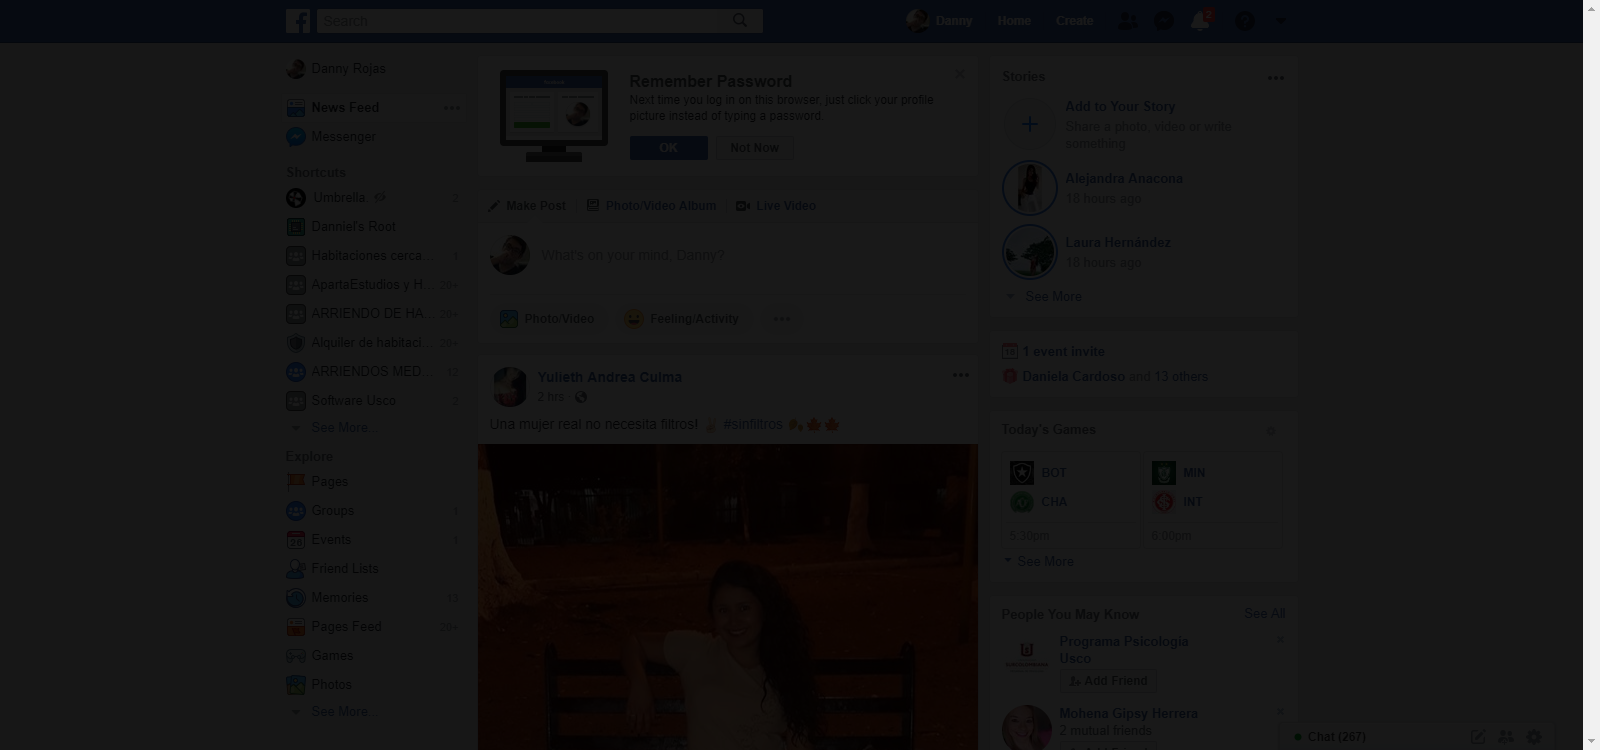 Search
Danny
Home
Create
2
Danny Rojas
News Feed
Messenger
Shortcuts
Umbrella.
2
Danniel's Root
Habitaciones cerca...
ApartaEstudios y H...
20+
ARRIENDO DE HA...
20+
Alquiler de habitaci...
20+
ARRIENDOS MED...
12
Software Usco
2
See More...
Explore
Pages
Groups
Events
Friend Lists
Memories
13
Pages Feed
20+
Games
Photos
See More...
Remember Password
Next time you log in on this browser, just click your profile
picture instead of typing a password.
OK
Not Now
Make Post
Photo/Video Album
Live Video
What's on your mind, Danny?
Photo/Video
Feeling/Activity
Yulieth Andrea Culma
2 hrs
Una mujer real no necesita filtros! ✌ #sinfiltros 🍂🍁🍁
Stories
Add to Your Story
Share a photo, video or write
something
Alejandra Anacona
18 hours ago
Laura Hernández
18 hours ago
See More
1 event invite
Daniela Cardoso and 13 others
Today's Games
BOT
CHA
5:30pm
MIN
INT
6:00pm
See More
People You May Know
See All
Programa Psicologia
Usco
Add Friend
Mohena Gipsy Herrera
2 mutual friends
Chat (267)